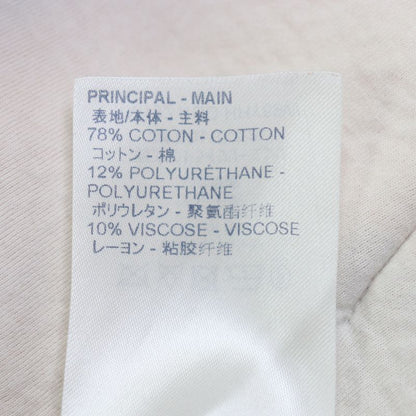 PRINCIPAL - MAIN
表地/本体 - 主料
78% COTON - COTTON
コットン - 棉
12% POLYURÉTHANE -
POLYURETHANE
ポリウレタン - 聚氨酯纤维
10% VISCOSE - VISCOSE
レーヨン - 粘胶纤维